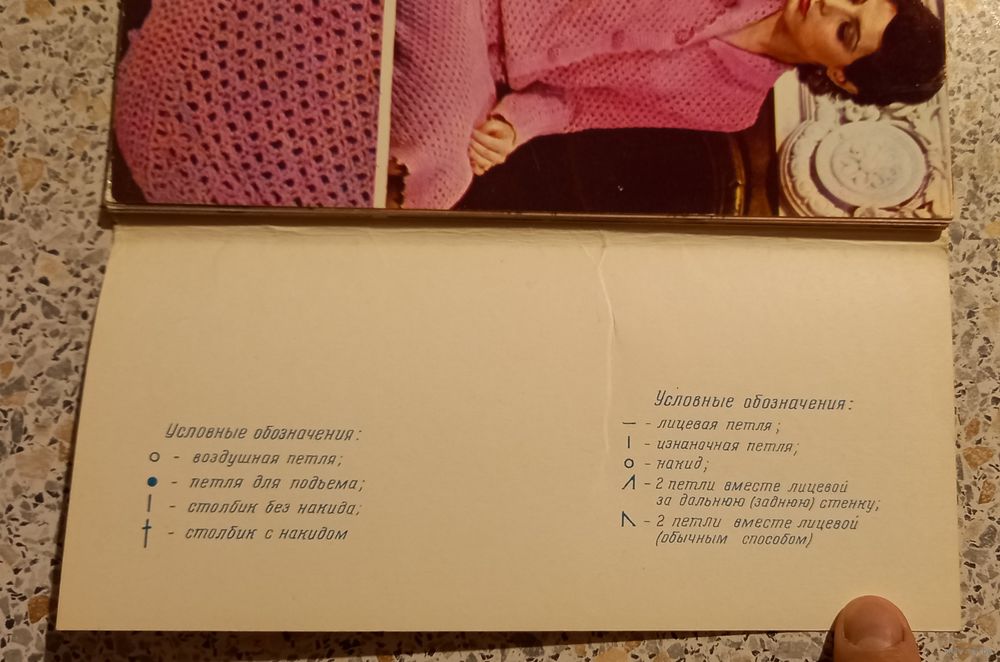 Условные обозначения:
o - воздушная петля;
● - петля для подъема;
| - столбик без накида;
† - столбик с накидом
Условные обозначения:
— - лицевая петля;
| - изнаночная петля;
o - накид;
- 2 петли вместе лицевой
за дальнюю (заднюю) стенку;
- 2 петли вместе лицевой
(обычным способом)